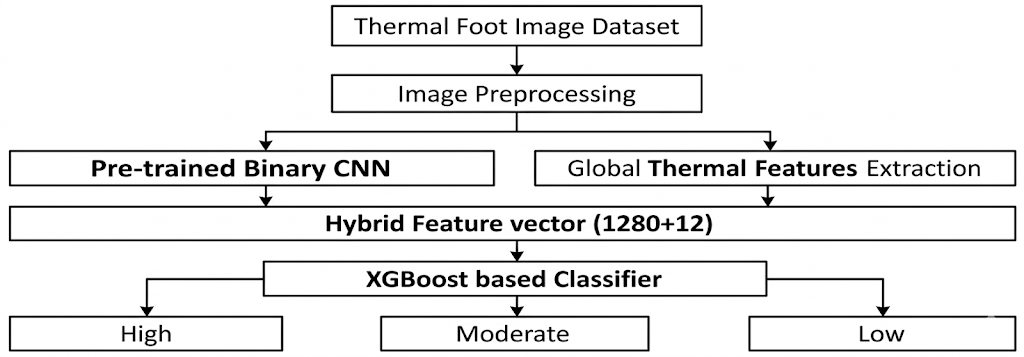 Thermal Foot Image Dataset
Image Preprocessing
Pre-trained Binary CNN
Global Thermal Features Extraction
Hybrid Feature vector (1280+12)
XGBoost based Classifier
High
Moderate
Low